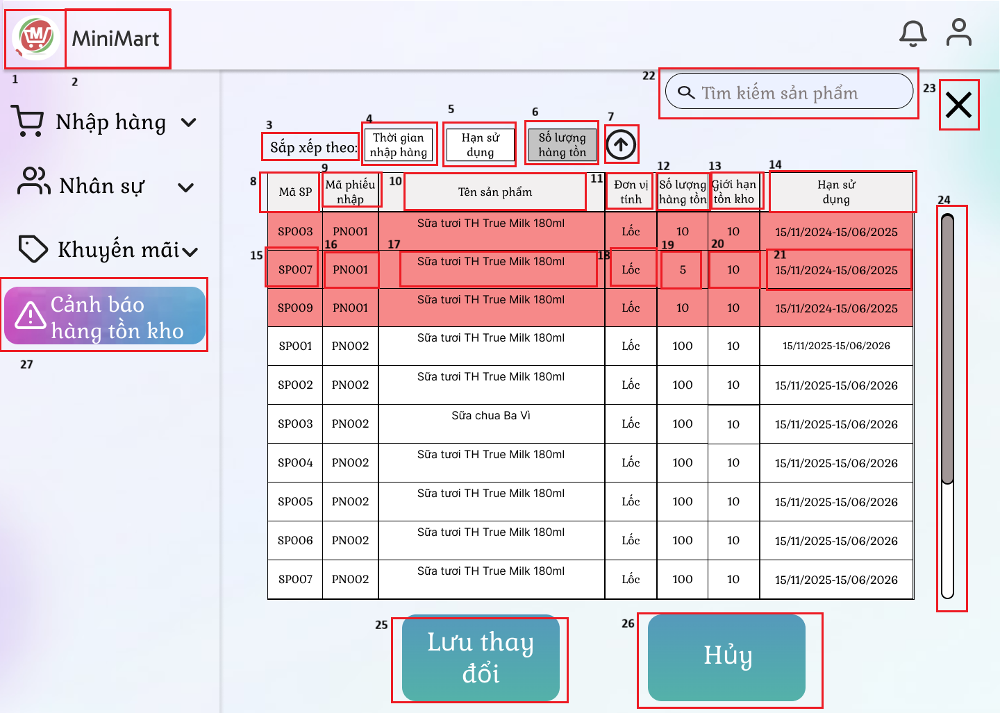 MiniMart
1
2
22
Tìm kiếm sản phẩm
23
Nhập hàng
Nhân sự
Khuyến mãi
Cảnh báo
hàng tồn kho
27
3
4
5
6
7
Sắp xếp theo:
Thời gian
nhập hàng
Hạn sử
dụng
Số lượng
hàng tồn
8
9
10
11
12
13
14
Mã SP
Mã phiếu
nhập
Tên sản phẩm
Đơn vị
tính
Số lượng
hàng tồn
Giới hạn
tồn kho
Hạn sử
dụng
24
SP003 PN001 Sữa tươi TH True Milk 180ml Lốc 10 10 15/11/2024-15/06/2025
15 16 17 18 19 20 21
SP007 PN001 Sữa tươi TH True Milk 180ml Lốc 5 10 15/11/2024-15/06/2025
SP009 PN001 Sữa tươi TH True Milk 180ml Lốc 10 10 15/11/2024-15/06/2025
SP001 PN002 Sữa tươi TH True Milk 180ml Lốc 100 10 15/11/2025-15/06/2026
SP002 PN002 Sữa tươi TH True Milk 180ml Lốc 100 10 15/11/2025-15/06/2026
SP003 PN002 Sữa chua Ba Vì Lốc 100 10 15/11/2025-15/06/2026
SP004 PN002 Sữa tươi TH True Milk 180ml Lốc 100 10 15/11/2025-15/06/2026
SP005 PN002 Sữa tươi TH True Milk 180ml Lốc 100 10 15/11/2025-15/06/2026
SP006 PN002 Sữa tươi TH True Milk 180ml Lốc 100 10 15/11/2025-15/06/2026
SP007 PN002 Sữa tươi TH True Milk 180ml Lốc 100 10 15/11/2025-15/06/2026
25
Lưu thay
đổi
26
Hủy